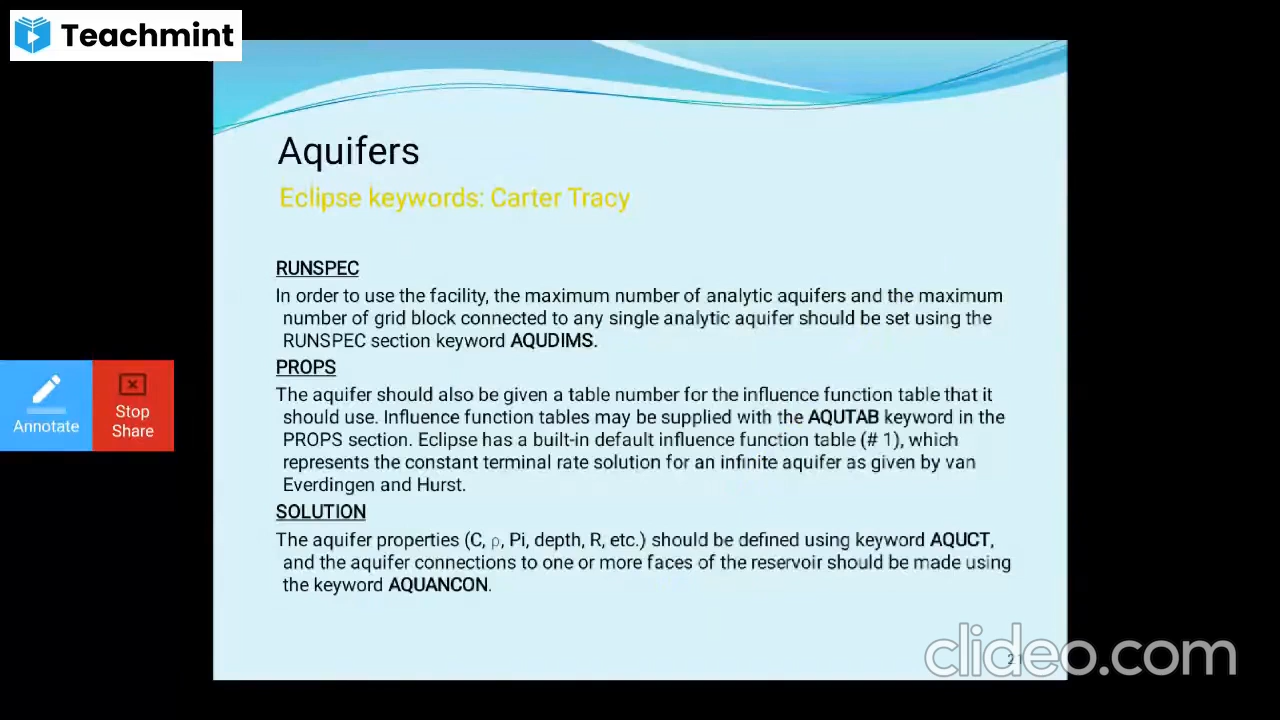 Teachmint
Aquifers
Eclipse keywords: Carter Tracy
RUNSPEC
In order to use the facility, the maximum number of analytic aquifers and the maximum
number of grid block connected to any single analytic aquifer should be set using the
RUNSPEC section keyword AQUDIMS.
PROPS
The aquifer should also be given a table number for the influence function table that it
should use. Influence function tables may be supplied with the AQUTAB keyword in the
PROPS section. Eclipse has a built-in default influence function table (# 1), which
represents the constant terminal rate solution for an infinite aquifer as given by van
Everdingen and Hurst.
SOLUTION
The aquifer properties (C, ρ, Pi, depth, R, etc.) should be defined using keyword AQUCT,
and the aquifer connections to one or more faces of the reservoir should be made using
the keyword AQUANCON.
Annotate
Stop
Share
21
clideo.com